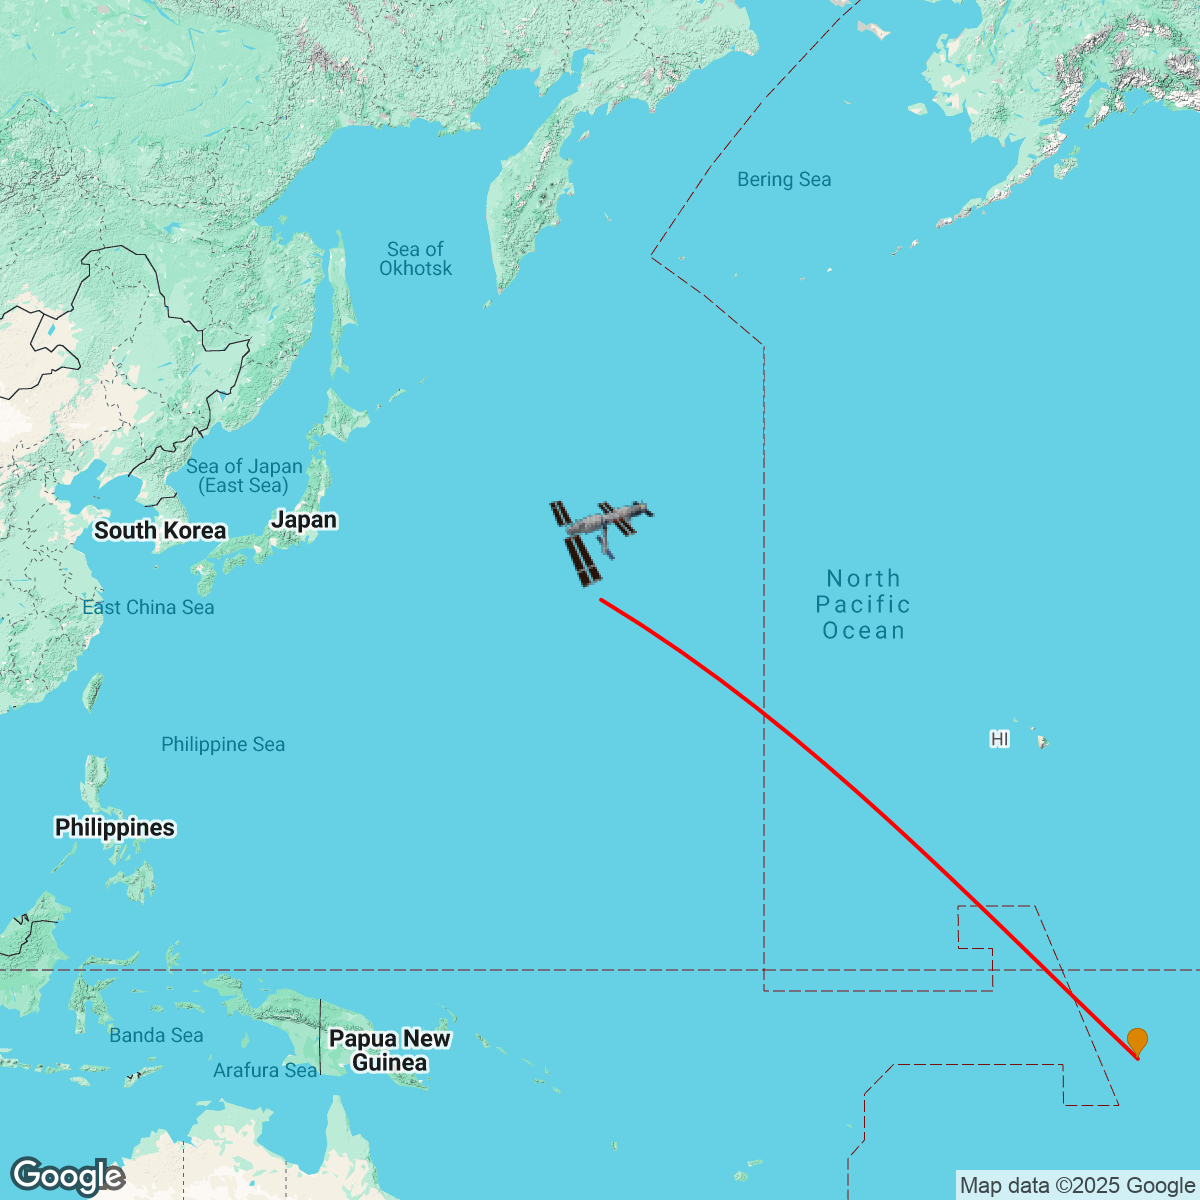 Bering Sea
Sea of
Okhotsk
Sea of Japan
(East Sea)
South Korea
Japan
North
Pacific
Ocean
East China Sea
HI
Philippine Sea
Philippines
Banda Sea
Papua New
Guinea
Arafura Sea
Google
Map data ©2025 Google